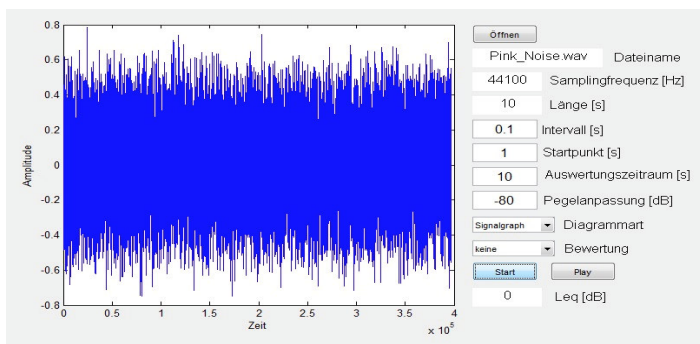 0.8
0.6
0.4
0.2
0
-0.2
-0.4
-0.6
-0.8
Amplitude
0 0.5 1 1.5 2 2.5 3 3.5 4
Zeit
x 10^5
Öffnen
Pink_Noise.wav Dateiname
44100 Samplingfrequenz [Hz]
10 Länge [s]
0.1 Intervall [s]
1 Startpunkt [s]
10 Auswertungszeitraum [s]
-80 Pegelanpassung [dB]
Signalgraph Diagrammart
keine Bewertung
Start Play
0 Leq [dB]